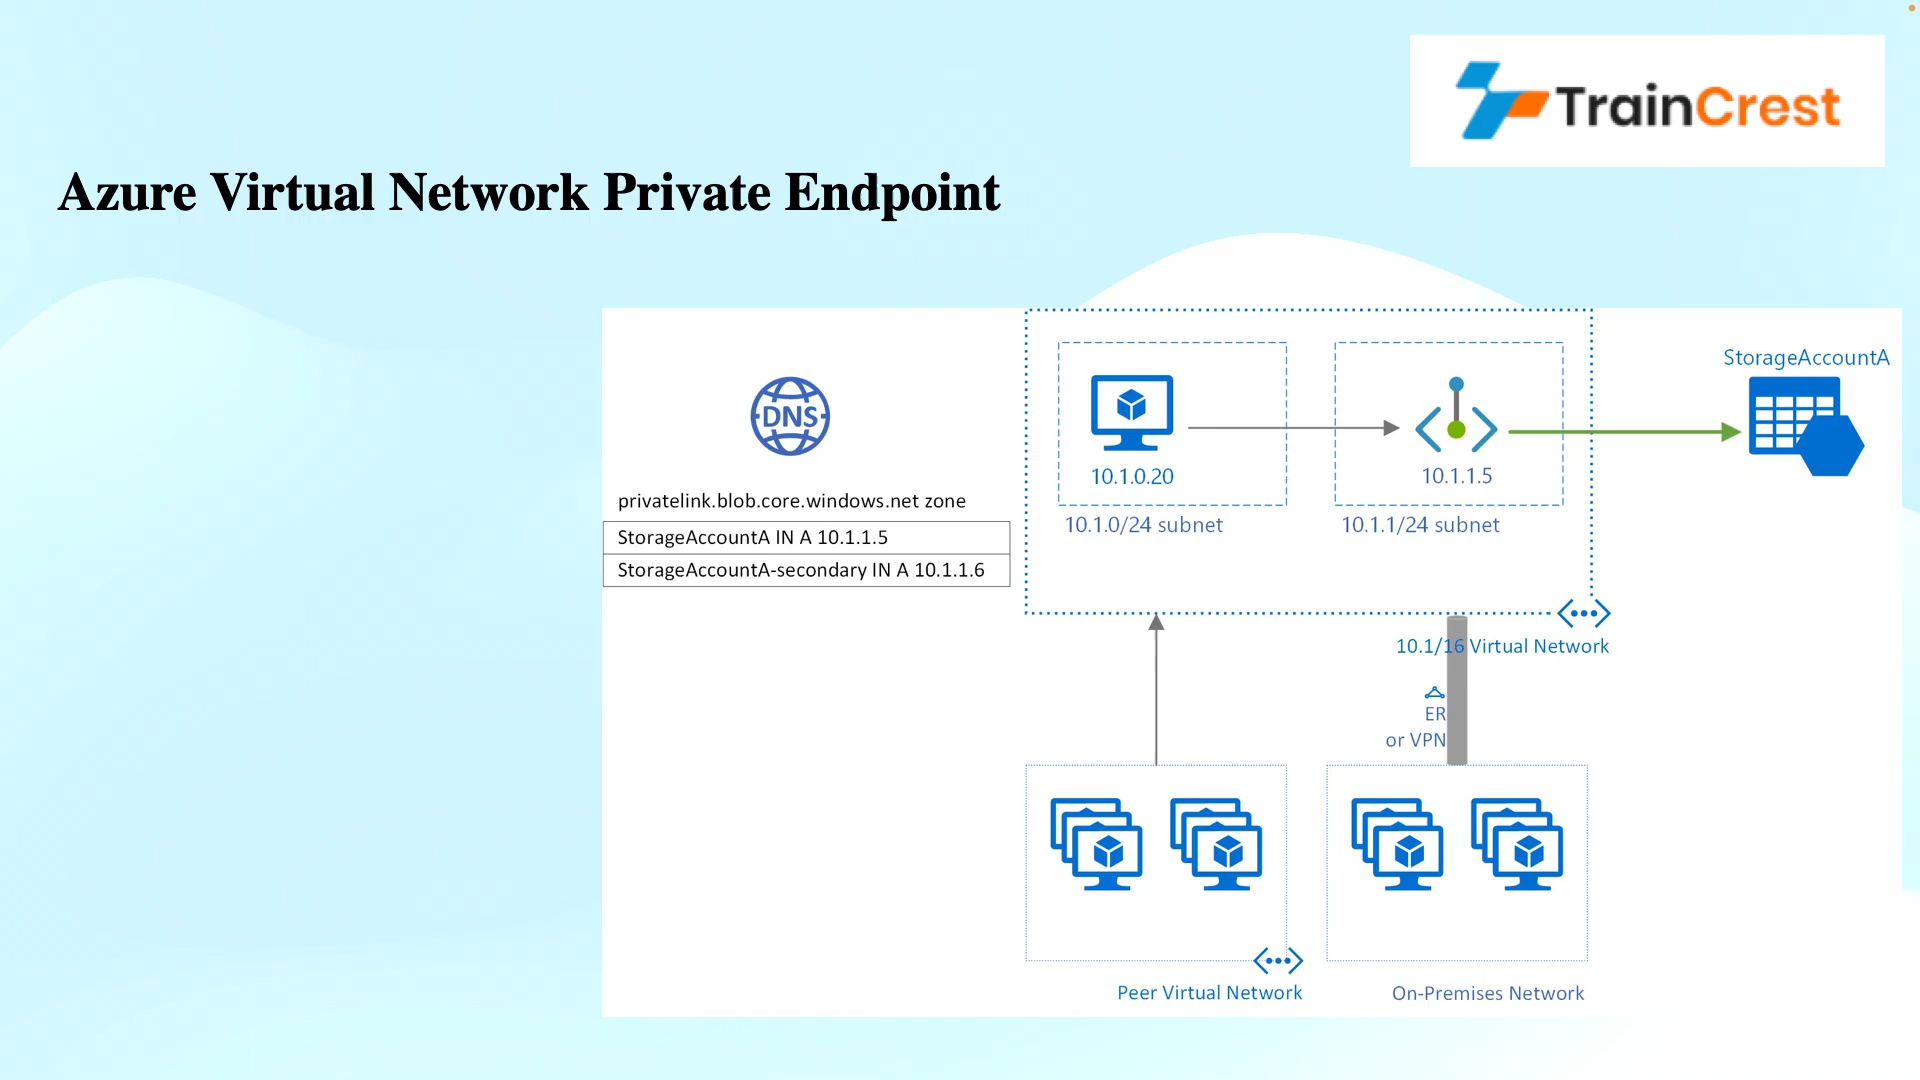 TrainCrest
Azure Virtual Network Private Endpoint
DNS
privatelink.blob.core.windows.net zone
StorageAccountA IN A 10.1.1.5
StorageAccountA-secondary IN A 10.1.1.6
10.1.0.20
10.1.0/24 subnet
10.1.1.5
10.1.1/24 subnet
StorageAccountA
10.1/16 Virtual Network
ER
or VPN
Peer Virtual Network
On-Premises Network